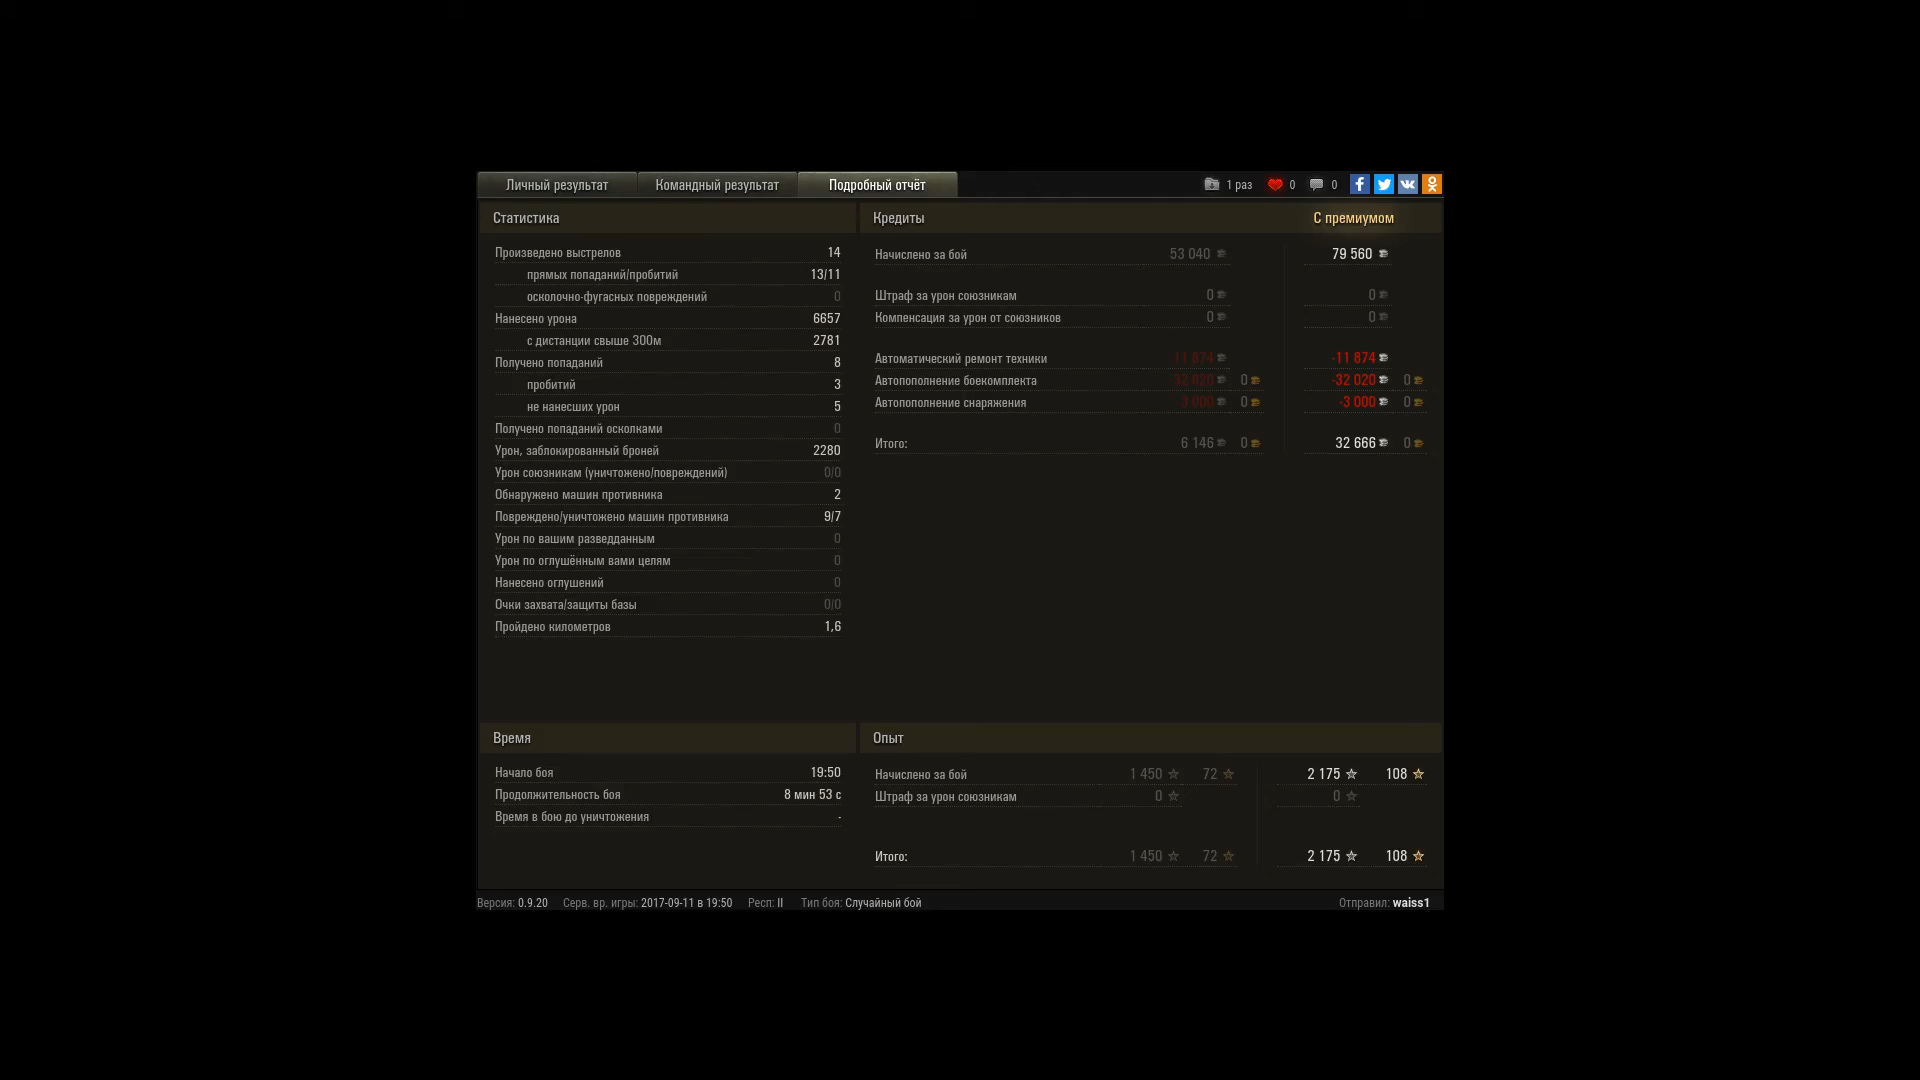 Личный результат Командный результат Подробный отчёт 1 раз 0 0
Статистика
Произведено выстрелов 14
прямых попаданий/пробитий 13/11
осколочно-фугасных повреждений 0
Нанесено урона 6657
с дистанции свыше 300м 2781
Получено попаданий 8
пробитий 3
не нанесших урон 5
Получено попаданий осколками 0
Урон, заблокированный броней 2280
Урон союзникам (уничтожено/повреждений) 0/0
Обнаружено машин противника 2
Повреждено/уничтожено машин противника 9/7
Урон по вашим разведданным 0
Урон по оглушённым вами целям 0
Нанесено оглушений 0
Очки захвата/защиты базы 0/0
Пройдено километров 1,6
Кредиты С премиумом
Начислено за бой 53 040 79 560
Штраф за урон союзникам 0 0
Компенсация за урон от союзников 0 0
Автоматический ремонт техники -11 874 -11 874
Автопополнение боекомплекта -32 020 0 -32 020 0
Автопополнение снаряжения -3 000 0 -3 000 0
Итого: 6 146 0 32 666 0
Время
Начало боя 19:50
Продолжительность боя 8 мин 53 с
Время в бою до уничтожения -
Опыт
Начислено за бой 1 450 72 2 175 108
Штраф за урон союзникам 0 0
Итого: 1 450 72 2 175 108
Версия: 0.9.20 Серв. вр. игры: 2017-09-11 в 19:50 Респ: II Тип боя: Случайный бой Отправил: waiss1